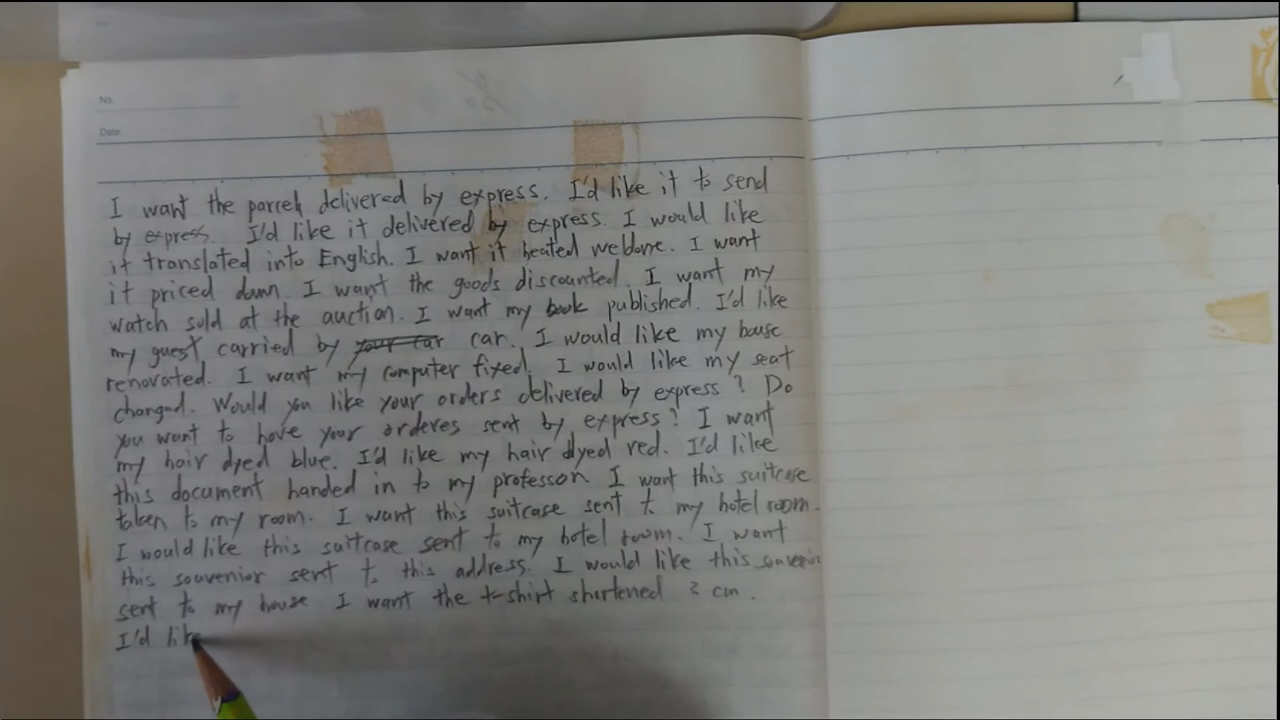 No.
Date
I want the parcel delivered by express. I'd like it to send
by express. I'd like it delivered by express. I would like
it translated into English. I want it heated weldone. I want
it priced down. I want the goods discounted. I want my
watch sold at the auction. I want my book published. I'd like
my guest carried by your car car. I would like my house
renovated. I want my computer fixed. I would like my seat
changed. Would you like your orders delivered by express? Do
you want to have your orderes sent by express? I want
my hair dyed blue. I'd like my hair dyed red. I'd like
this document handed in to my professor. I want this suitcase
taken to my room. I want this suitcase sent to my hotel room.
I would like this suitcase sent to my hotel room. I want
this souvenior sent to this address. I would like this souvenir
sent to my house I want the t-shirt shortened 2 cm.
I'd like